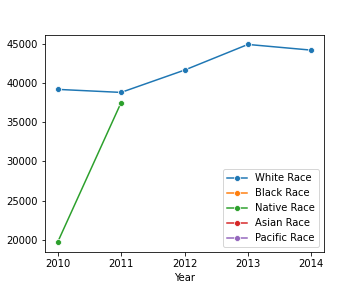 45000
40000
35000
30000
25000
20000
White Race
Black Race
Native Race
Asian Race
Pacific Race
2010 2011 2012 2013 2014
Year